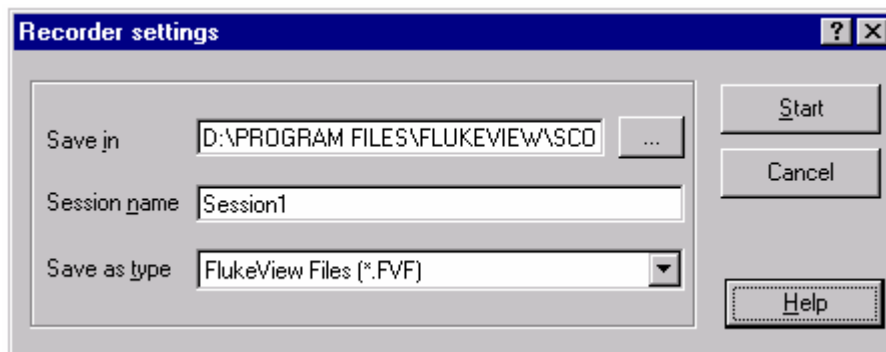 Recorder settings
? X
Save in D:\PROGRAM FILES\FLUKEVIEW\SCO ...
Session name Session1
Save as type FlukeView Files (*.FVF)
Start
Cancel
Help